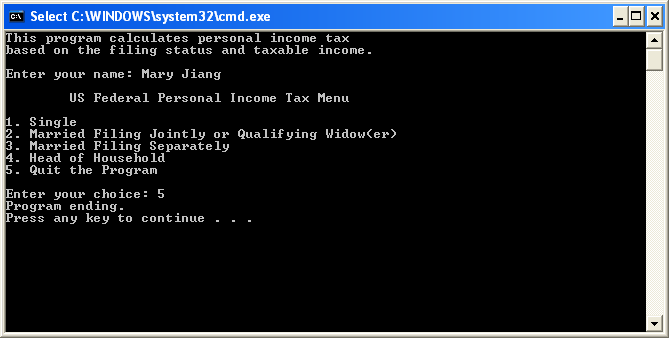 Select C:\WINDOWS\system32\cmd.exe
This program calculates personal income tax
based on the filing status and taxable income.
Enter your name: Mary Jiang
US Federal Personal Income Tax Menu
1. Single
2. Married Filing Jointly or Qualifying Widow(er)
3. Married Filing Separately
4. Head of Household
5. Quit the Program
Enter your choice: 5
Program ending.
Press any key to continue . . .